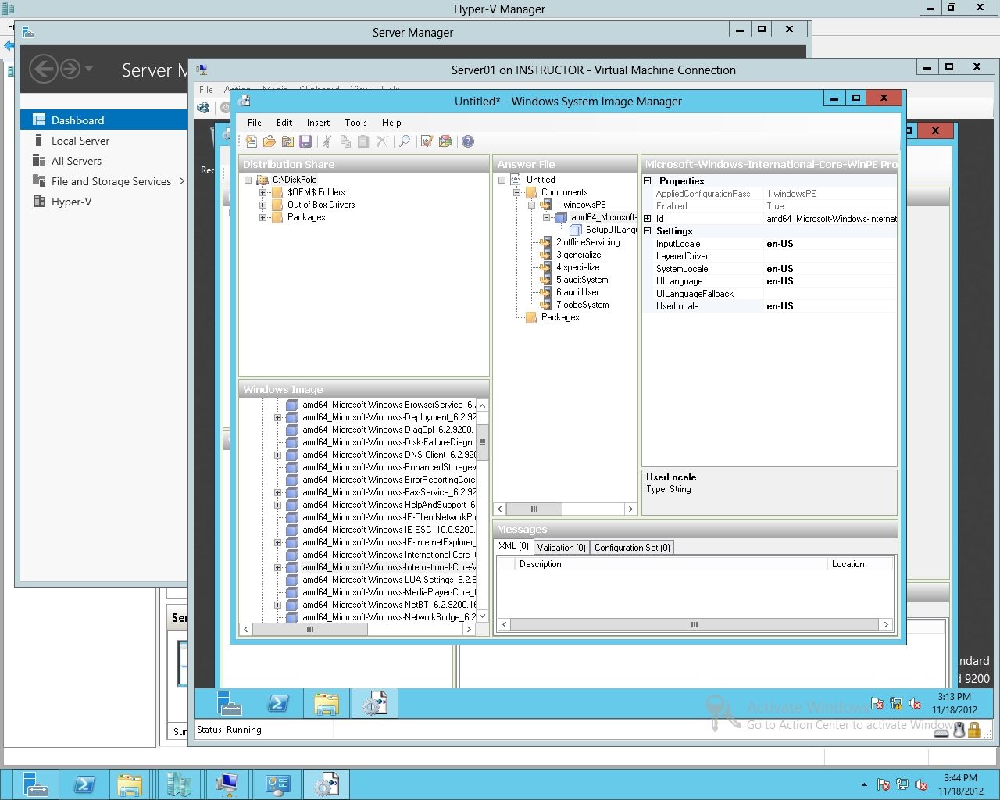 Hyper-V Manager
Server Manager
Server M
Server01 on INSTRUCTOR - Virtual Machine Connection
File
Untitled* - Windows System Image Manager
Dashboard
Local Server
All Servers
File and Storage Services
Hyper-V
File Edit Insert Tools Help
Rec
Distribution Share
C:\DiskFold
$OEM$ Folders
Out-of-Box Drivers
Packages
Answer File
Untitled
Components
1 windowsPE
amd64_Microsoft-
SetupUILangu
2 offlineServicing
3 generalize
4 specialize
5 auditSystem
6 auditUser
7 oobeSystem
Packages
Microsoft-Windows-International-Core-WinPE Pro
Properties
AppliedConfigurationPass 1 windowsPE
Enabled True
Id amd64_Microsoft-Windows-Internat
Settings
InputLocale en-US
LayeredDriver
SystemLocale en-US
UILanguage en-US
UILanguageFallback
UserLocale en-US
UserLocale
Type: String
Windows Image
amd64_Microsoft-Windows-BrowserService_6.2
amd64_Microsoft-Windows-Deployment_6.2.92
amd64_Microsoft-Windows-DiagCpl_6.2.9200.1
amd64_Microsoft-Windows-Disk-Failure-Diagno
amd64_Microsoft-Windows-DNS-Client_6.2.920
amd64_Microsoft-Windows-EnhancedStorage-
amd64_Microsoft-Windows-ErrorReportingCore_
amd64_Microsoft-Windows-Fax-Service_6.2.92
amd64_Microsoft-Windows-HelpAndSupport_6
amd64_Microsoft-Windows-IE-ClientNetworkPr
amd64_Microsoft-Windows-IE-ESC_10.0.9200.
amd64_Microsoft-Windows-IE-InternetExplorer_
amd64_Microsoft-Windows-International-Core_
amd64_Microsoft-Windows-International-Core-
amd64_Microsoft-Windows-LUA-Settings_6.2.9
amd64_Microsoft-Windows-MediaPlayer-Core_
amd64_Microsoft-Windows-NetBT_6.2.9200.16
amd64_Microsoft-Windows-NetworkBridge_6.2
Messages
XML (0) Validation (0) Configuration Set (0)
Description Location
Ser
Sum
ndard
9200
3:13 PM
11/18/2012
Activate Windows
Go to Action Center to activate Window
Status: Running
3:44 PM
11/18/2012